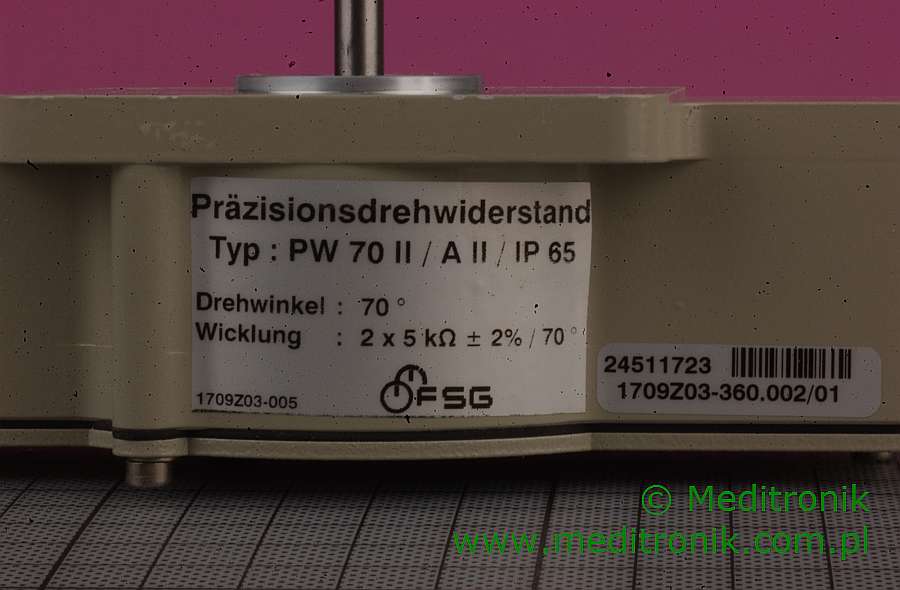 Präzisionsdrehwiderstand
Typ : PW 70 II / A II / IP 65
Drehwinkel : 70 °
Wicklung : 2 x 5 kΩ ± 2% / 70 °
1709Z03-005
FSG
24511723
1709Z03-360.002/01
© Meditronik
www.meditronik.com.pl